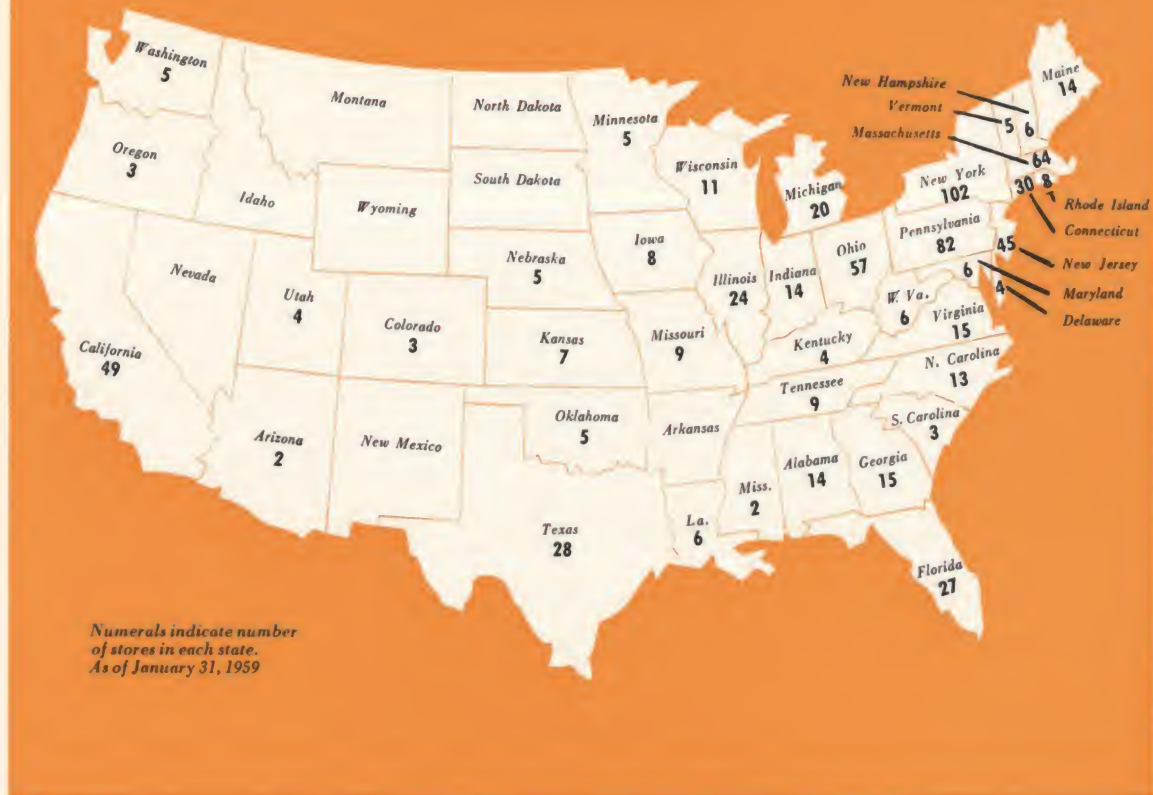 Washington
5
Montana
North Dakota
Minnesota
5
New Hampshire
Vermont
Massachusetts
Maine
14
5
6
64
Oregon
3
Idaho
Wyoming
South Dakota
Wisconsin
11
Michigan
20
New York
102
30
8
Rhode Island
Connecticut
New Jersey
Maryland
Delaware
Nevada
Utah
4
Nebraska
5
Iowa
8
Illinois
24
Indiana
14
Ohio
57
Pennsylvania
82
45
6
4
W. Va.
6
Virginia
15
California
49
Colorado
3
Kansas
7
Missouri
9
Kentucky
4
Tennessee
9
N. Carolina
13
S. Carolina
3
Arizona
2
New Mexico
Oklahoma
5
Arkansas
Texas
28
La.
6
Miss.
2
Alabama
14
Georgia
15
Florida
27
Numerals indicate number
of stores in each state.
As of January 31, 1959